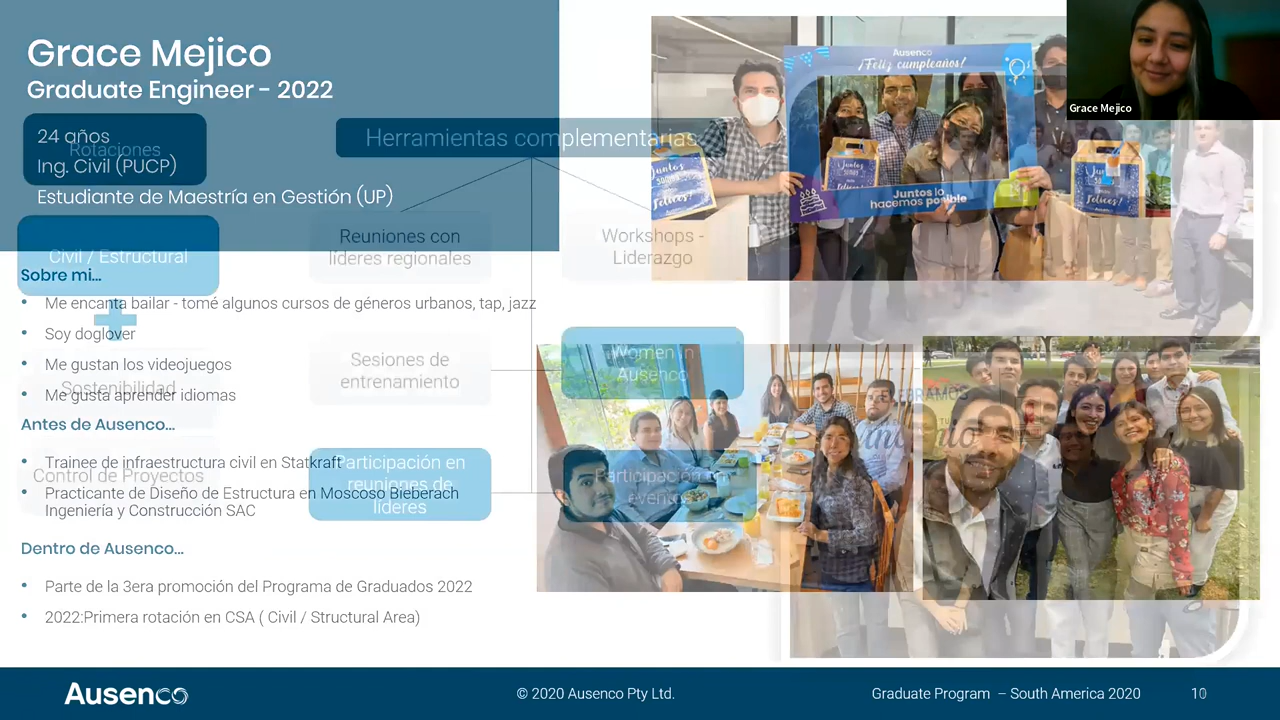 Grace Mejico
Graduate Engineer - 2022
24 años
Ing. Civil (PUCP)
Estudiante de Maestría en Gestión (UP)
Rotaciones
Civil / Estructural
Sostenibilidad
Control de Proyectos
Sobre mi...
• Me encanta bailar - tomé algunos cursos de géneros urbanos, tap, jazz
• Soy doglover
• Me gustan los videojuegos
• Me gusta aprender idiomas
Antes de Ausenco...
• Trainee de infraestructura civil en Statkraft
• Practicante de Diseño de Estructura en Moscoso Bieberach
Ingeniería y Construcción SAC
Dentro de Ausenco...
• Parte de la 3era promoción del Programa de Graduados 2022
• 2022:Primera rotación en CSA ( Civil / Structural Area)
Herramientas complementarias
Reuniones con
líderes regionales
Workshops -
Liderazgo
Sesiones de
entrenamiento
Women in
Ausenco
Participación en
reuniones de
líderes
Participación en
eventos
Ausenco
¡Feliz cumpleaños!
Juntos lo
hacemos posible
Grace Mejico
Ausenco
© 2020 Ausenco Pty Ltd.
Graduate Program – South America 2020